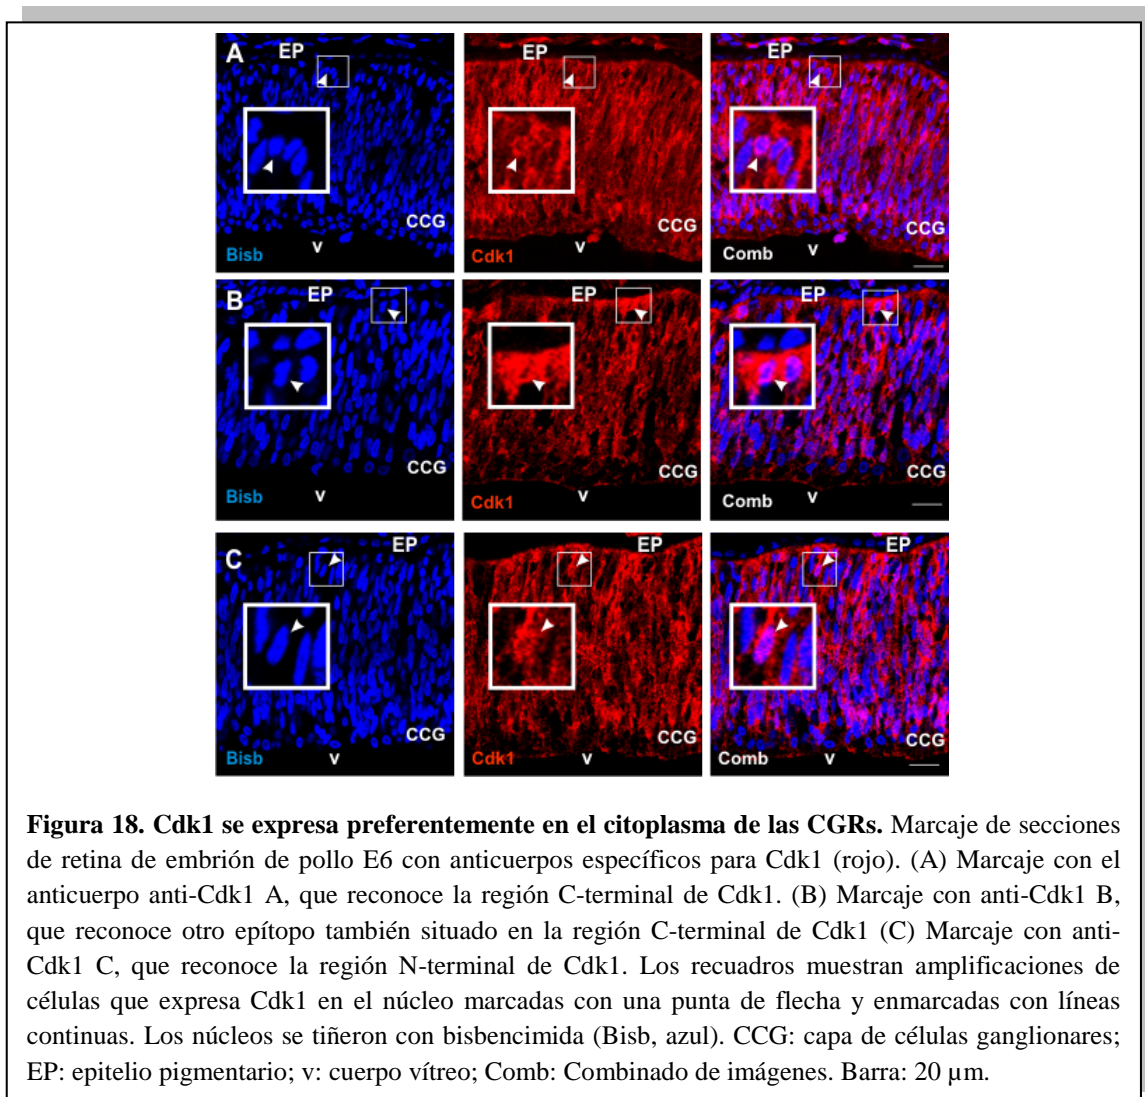 A EP CCG v Bisb
EP CCG v Cdk1
EP CCG v Comb
B EP CCG v Bisb
EP CCG v Cdk1
EP CCG v Comb
C EP CCG v Bisb
EP CCG v Cdk1
EP CCG v Comb
Figura 18. Cdk1 se expresa preferentemente en el citoplasma de las CGRs. Marcaje de secciones
de retina de embrión de pollo E6 con anticuerpos específicos para Cdk1 (rojo). (A) Marcaje con el
anticuerpo anti-Cdk1 A, que reconoce la región C-terminal de Cdk1. (B) Marcaje con anti-Cdk1 B,
que reconoce otro epítopo también situado en la región C-terminal de Cdk1 (C) Marcaje con anti-
Cdk1 C, que reconoce la región N-terminal de Cdk1. Los recuadros muestran amplificaciones de
células que expresa Cdk1 en el núcleo marcadas con una punta de flecha y enmarcadas con líneas
continuas. Los núcleos se tiñeron con bisbencimida (Bisb, azul). CCG: capa de células ganglionares;
EP: epitelio pigmentario; v: cuerpo vítreo; Comb: Combinado de imágenes. Barra: 20 µm.